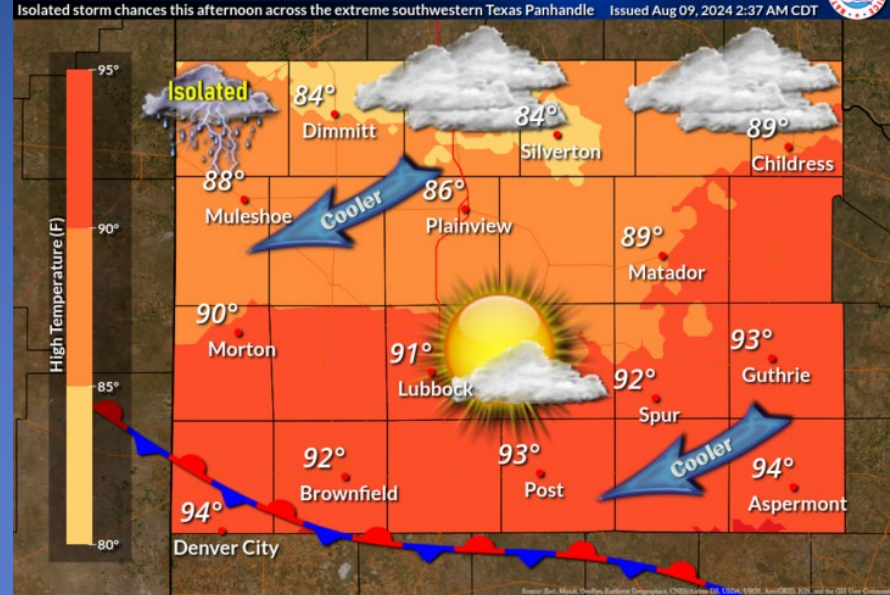 Isolated storm chances this afternoon across the extreme southwestern Texas Panhandle
Issued Aug 09, 2024 2:37 AM CDT
95°
90°
85°
80°
High Temperature (F)
Isolated
84°
Dimmitt
84°
Silverton
89°
Childress
88°
Muleshoe
Cooler
86°
Plainview
89°
Matador
90°
Morton
91°
Lubbock
92°
Spur
93°
Guthrie
92°
Brownfield
93°
Post
Cooler
94°
Aspermont
94°
Denver City